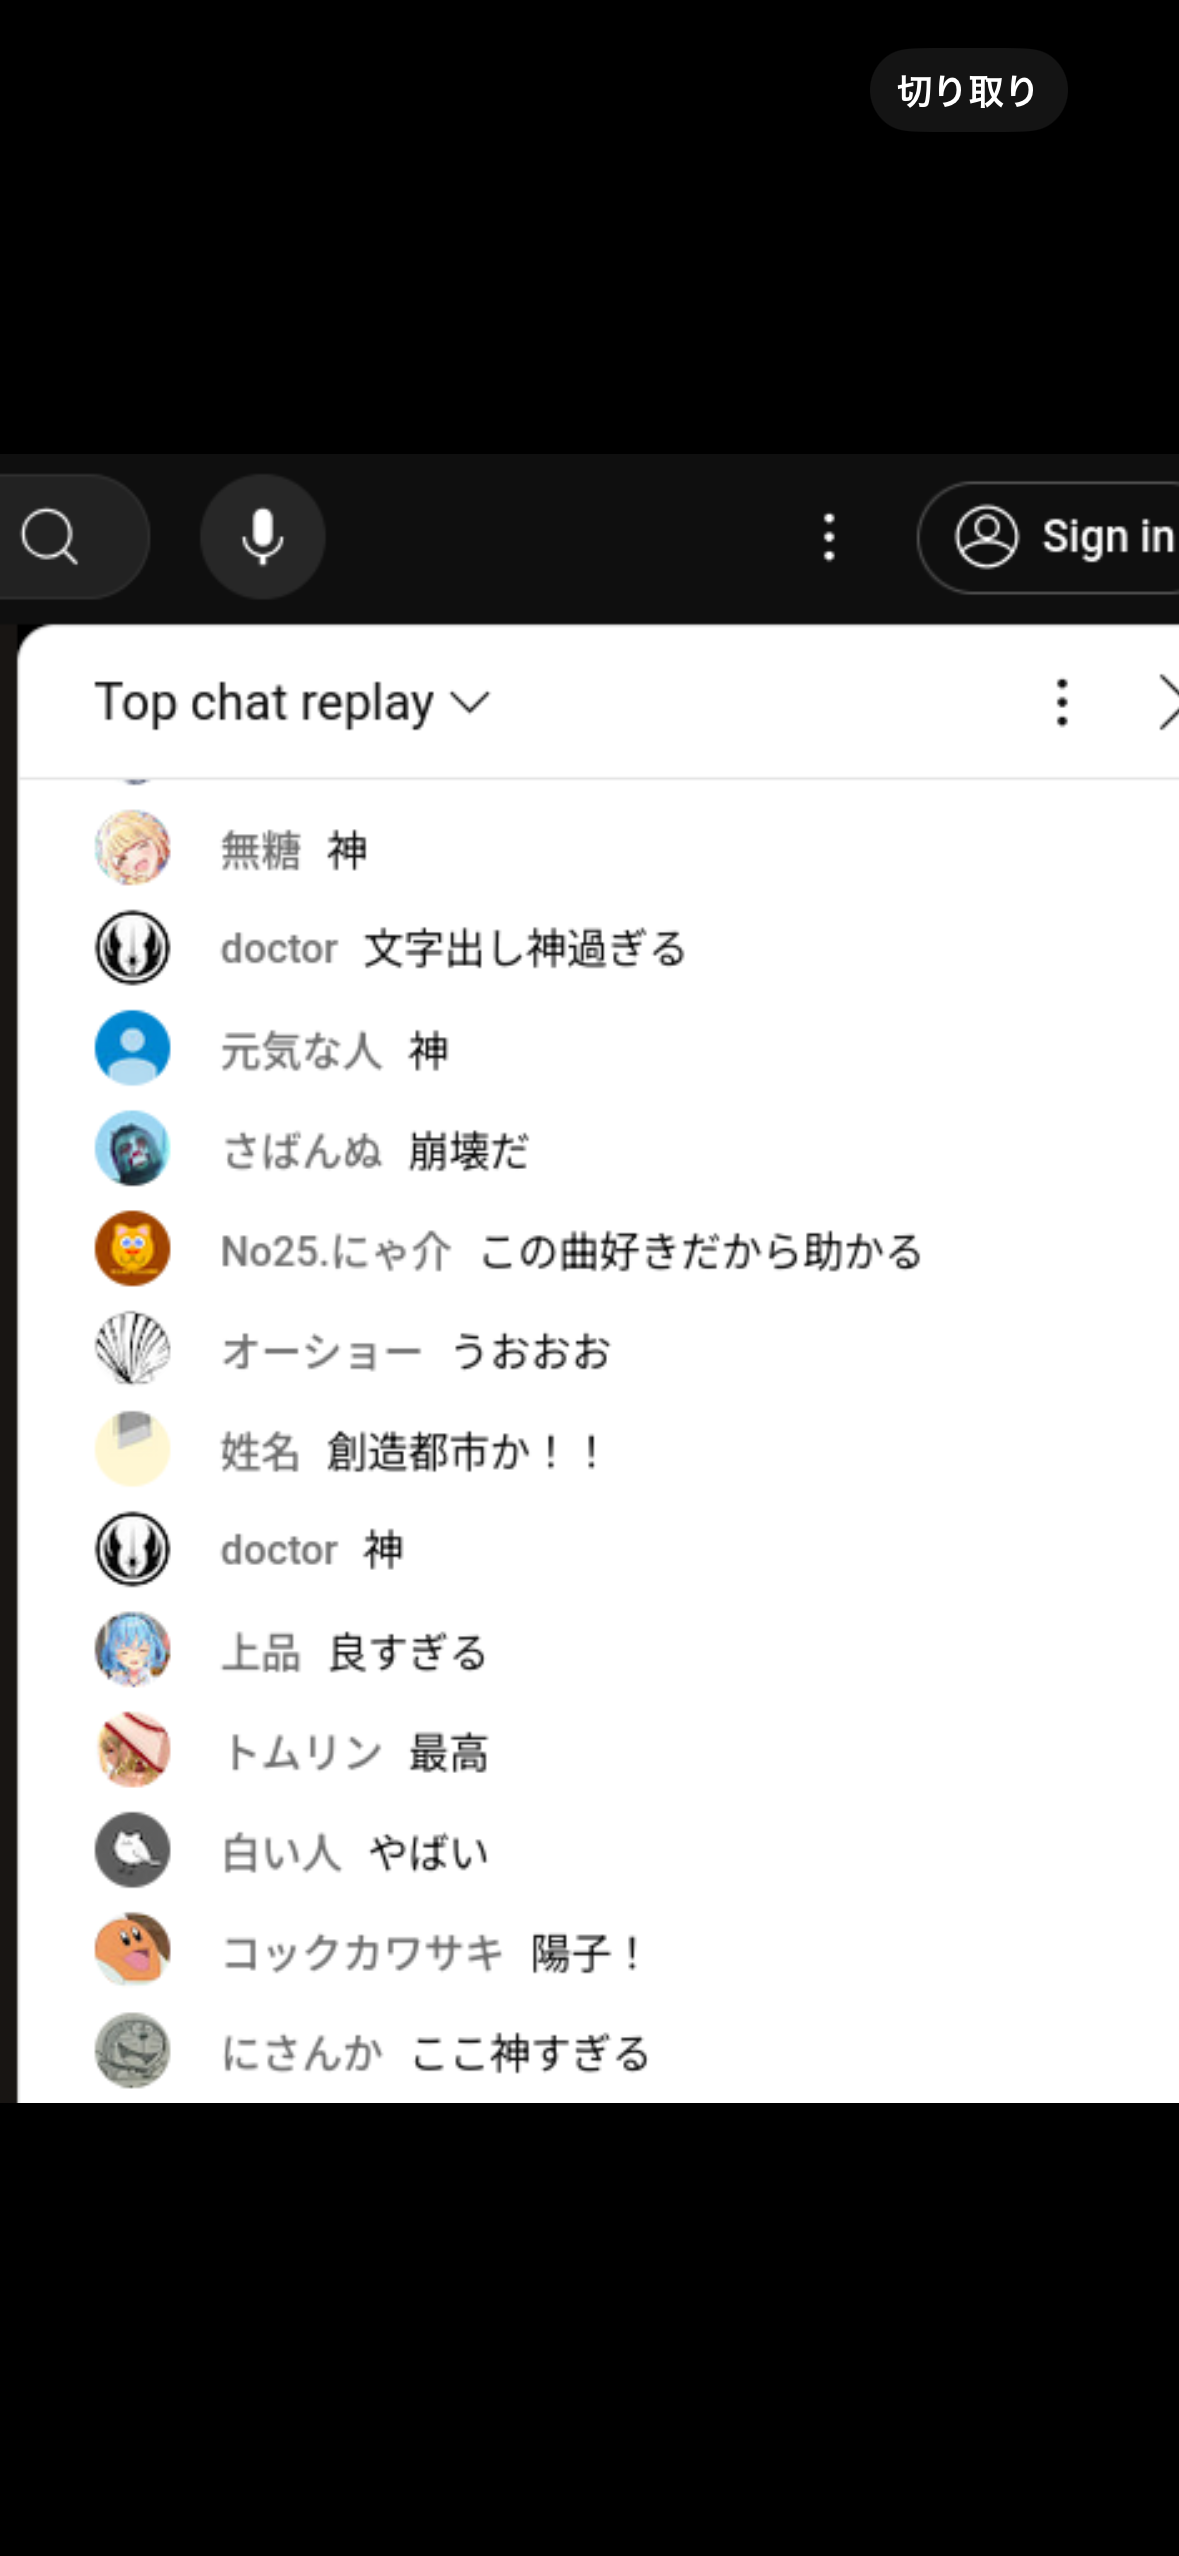 切り取り
Sign in
Top chat replay
無糖 神
doctor 文字出し神過ぎる
元気な人 神
さばんぬ 崩壊だ
No25.にゃ介 この曲好きだから助かる
オーショー うおおお
姓名 創造都市か！！
doctor 神
上品 良すぎる
トムリン 最高
白い人 やばい
コックカワサキ 陽子！
にさんか ここ神すぎる